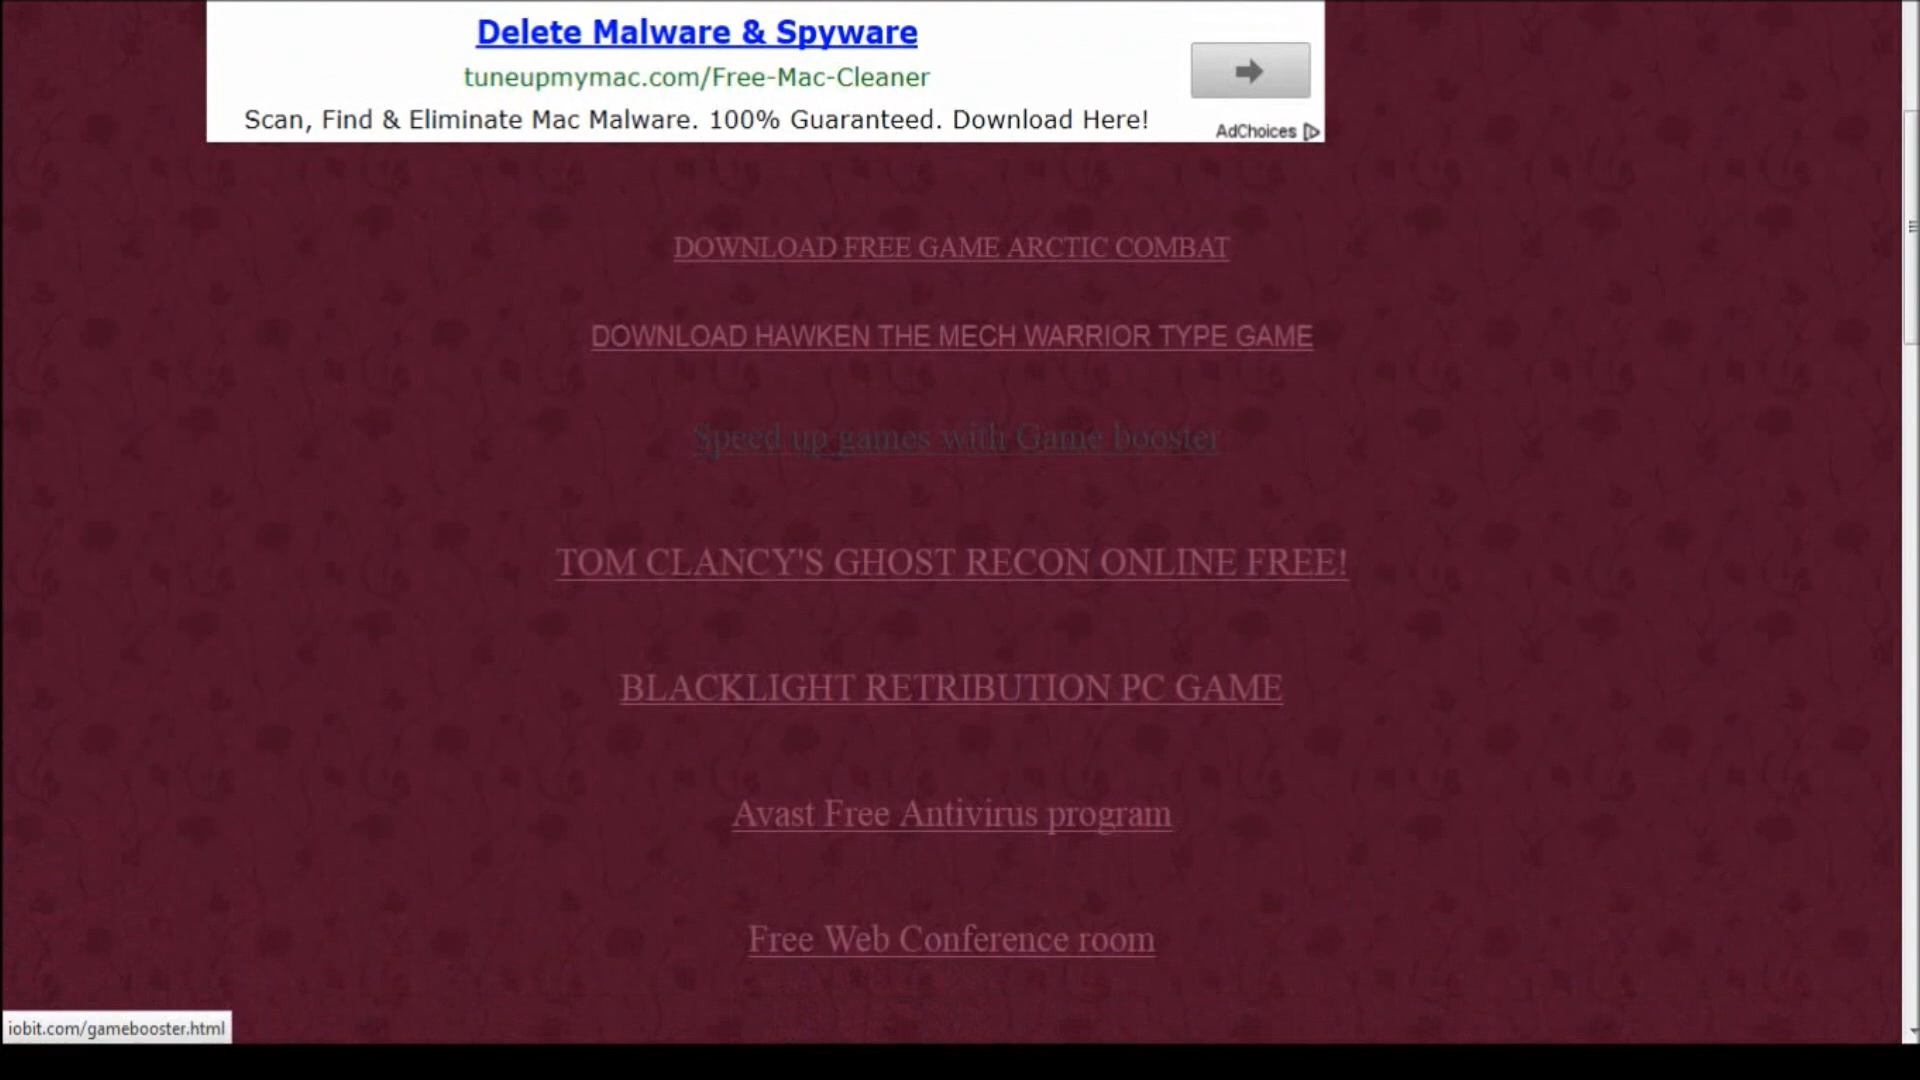 Delete Malware & Spyware
tuneupmymac.com/Free-Mac-Cleaner
Scan, Find & Eliminate Mac Malware. 100% Guaranteed. Download Here!
AdChoices
DOWNLOAD FREE GAME ARCTIC COMBAT
DOWNLOAD HAWKEN THE MECH WARRIOR TYPE GAME
Speed up games with Game booster
TOM CLANCY'S GHOST RECON ONLINE FREE!
BLACKLIGHT RETRIBUTION PC GAME
Avast Free Antivirus program
Free Web Conference room
iobit.com/gamebooster.html